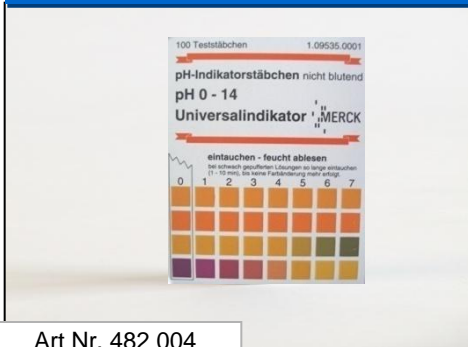 100 Teststäbchen 1.09535.0001
pH-Indikatorstäbchen nicht blutend
pH 0 - 14
Universalindikator MERCK
eintauchen - feucht ablesen
bei schwach gepufferten Lösungen so lange eintauchen
(1 - 10 min), bis keine Farbänderung mehr erfolgt.
0 1 2 3 4 5 6 7
Art Nr. 482 004